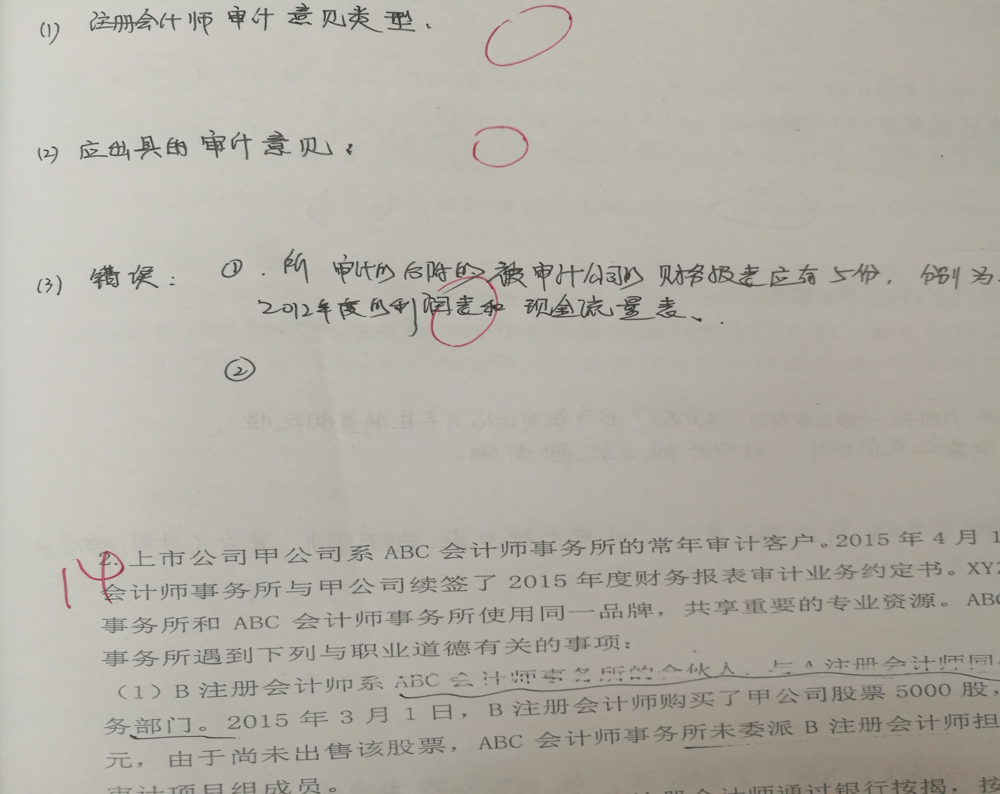 (1) 注册会计师审计意见类型、
(2) 应出具的审计意见:
(3) 错误: ①. 所审计的后附的被审计公司的财务报表应有5份, 分别为
2012年度的利润表和现金流量表、.
②
14
2. 上市公司甲公司系 ABC 会计师事务所的常年审计客户。2015 年 4 月 1
会计师事务所与甲公司续签了 2015 年度财务报表审计业务约定书。XYZ
事务所和 ABC 会计师事务所使用同一品牌，共享重要的专业资源。ABC
事务所遇到下列与职业道德有关的事项：
（1）B 注册会计师系 ABC 会计师事务所的合伙人，与 A 注册会计师同
务部门。2015 年 3 月 1 日，B 注册会计师购买了甲公司股票 5000 股，
元，由于尚未出售该股票，ABC 会计师事务所未委派 B 注册会计师担
审计项目组成员。
注册会计师通过银行按揭，按